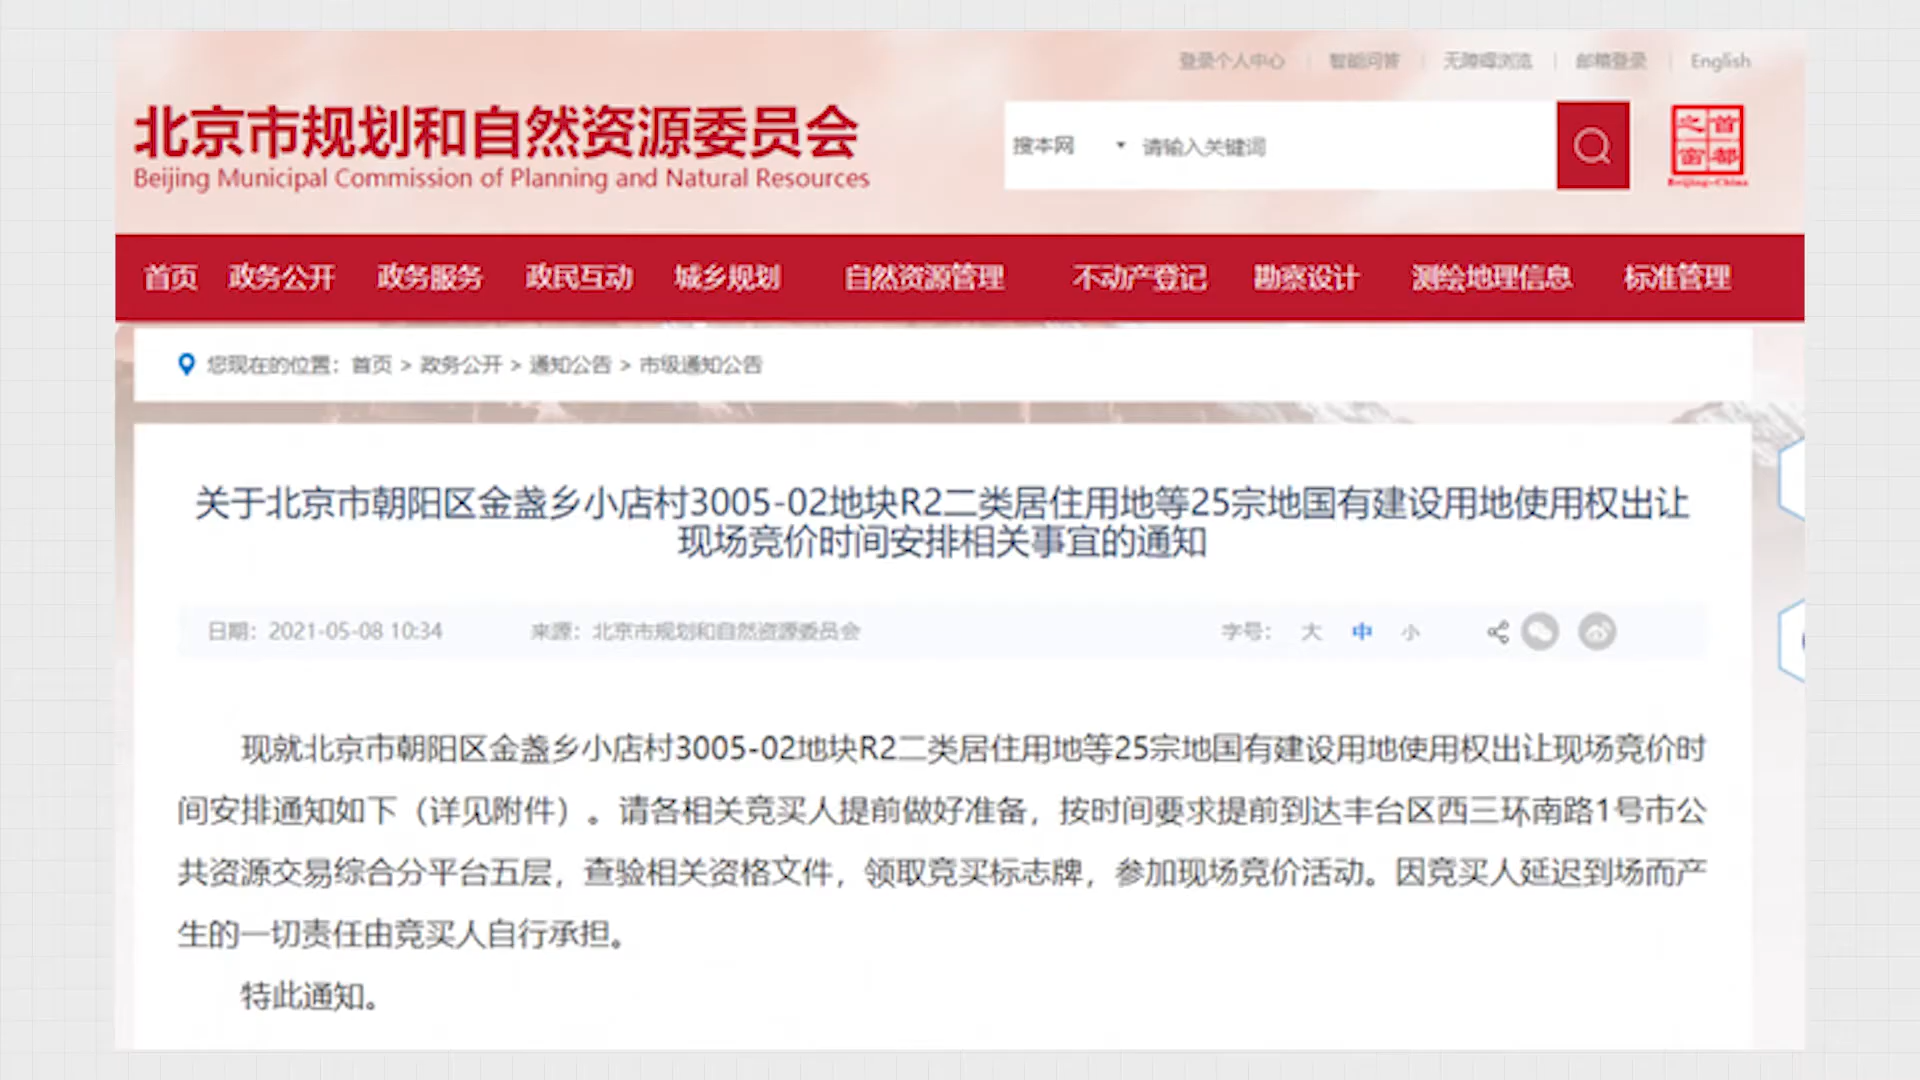 登录个人中心 | 智能问答 | 无障碍浏览 | 邮箱登录 | English
北京市规划和自然资源委员会
Beijing Municipal Commission of Planning and Natural Resources
搜本网 请输入关键词
首都之窗
Beijing-China
首页 政务公开 政务服务 政民互动 城乡规划 自然资源管理 不动产登记 勘察设计 测绘地理信息 标准管理
您现在的位置：首页 > 政务公开 > 通知公告 > 市级通知公告
关于北京市朝阳区金盏乡小店村3005-02地块R2二类居住用地等25宗地国有建设用地使用权出让
现场竞价时间安排相关事宜的通知
日期：2021-05-08 10:34 来源：北京市规划和自然资源委员会 字号： 大 中 小
现就北京市朝阳区金盏乡小店村3005-02地块R2二类居住用地等25宗地国有建设用地使用权出让现场竞价时
间安排通知如下（详见附件）。请各相关竞买人提前做好准备，按时间要求提前到达丰台区西三环南路1号市公
共资源交易综合分平台五层，查验相关资格文件，领取竞买标志牌，参加现场竞价活动。因竞买人延迟到场而产
生的一切责任由竞买人自行承担。
特此通知。